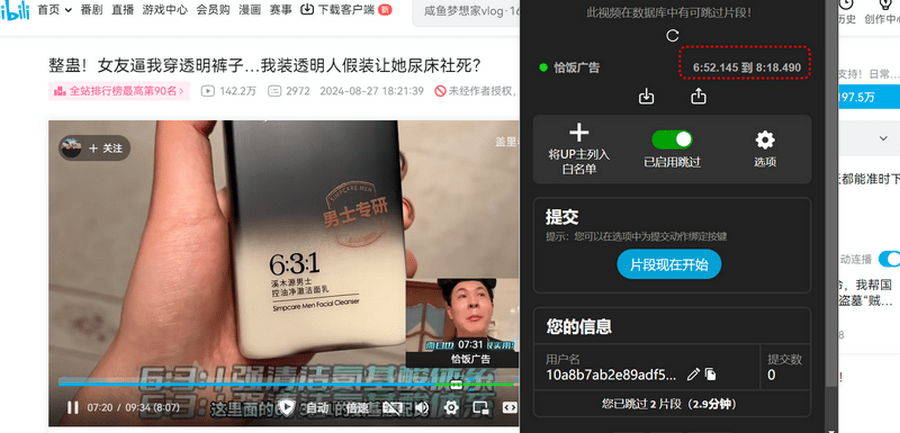 bilibili 首页 番剧 直播 游戏中心 会员购 漫画 赛事 下载客户端 新 咸鱼梦想家vlog·16
历史 创作中心
整蛊！女友逼我穿透明裤子...我装透明人假装让她尿床社死？
全站排行榜最高第90名 > 142.2万 2972 2024-08-27 18:21:39 未经作者授权，
+ 关注
SIMPCARE MEN
男士专研
6:3:1
溪木源男士
控油净澈洁面乳
Simpcare Men Facial Cleanser
07:31
恰饭广告
6:3:1强清洁氨基酸体系
这里面的6:3:1
07:20 / 09:34 (8:07) 自动 倍速
此视频在数据库中有可跳过片段！
恰饭广告 6:52.145 到 8:18.490
将UP主列入
白名单
已启用跳过
选项
提交
提示：您可以在选项中为提交动作绑定按键
片段现在开始
您的信息
用户名 提交数
10a8b7ab2e89adf5... 0
您已跳过 2 片段（2.9分钟）
支持！日常...
197.5万
都能准时下
动连播
，我帮国
盗墓“贼...